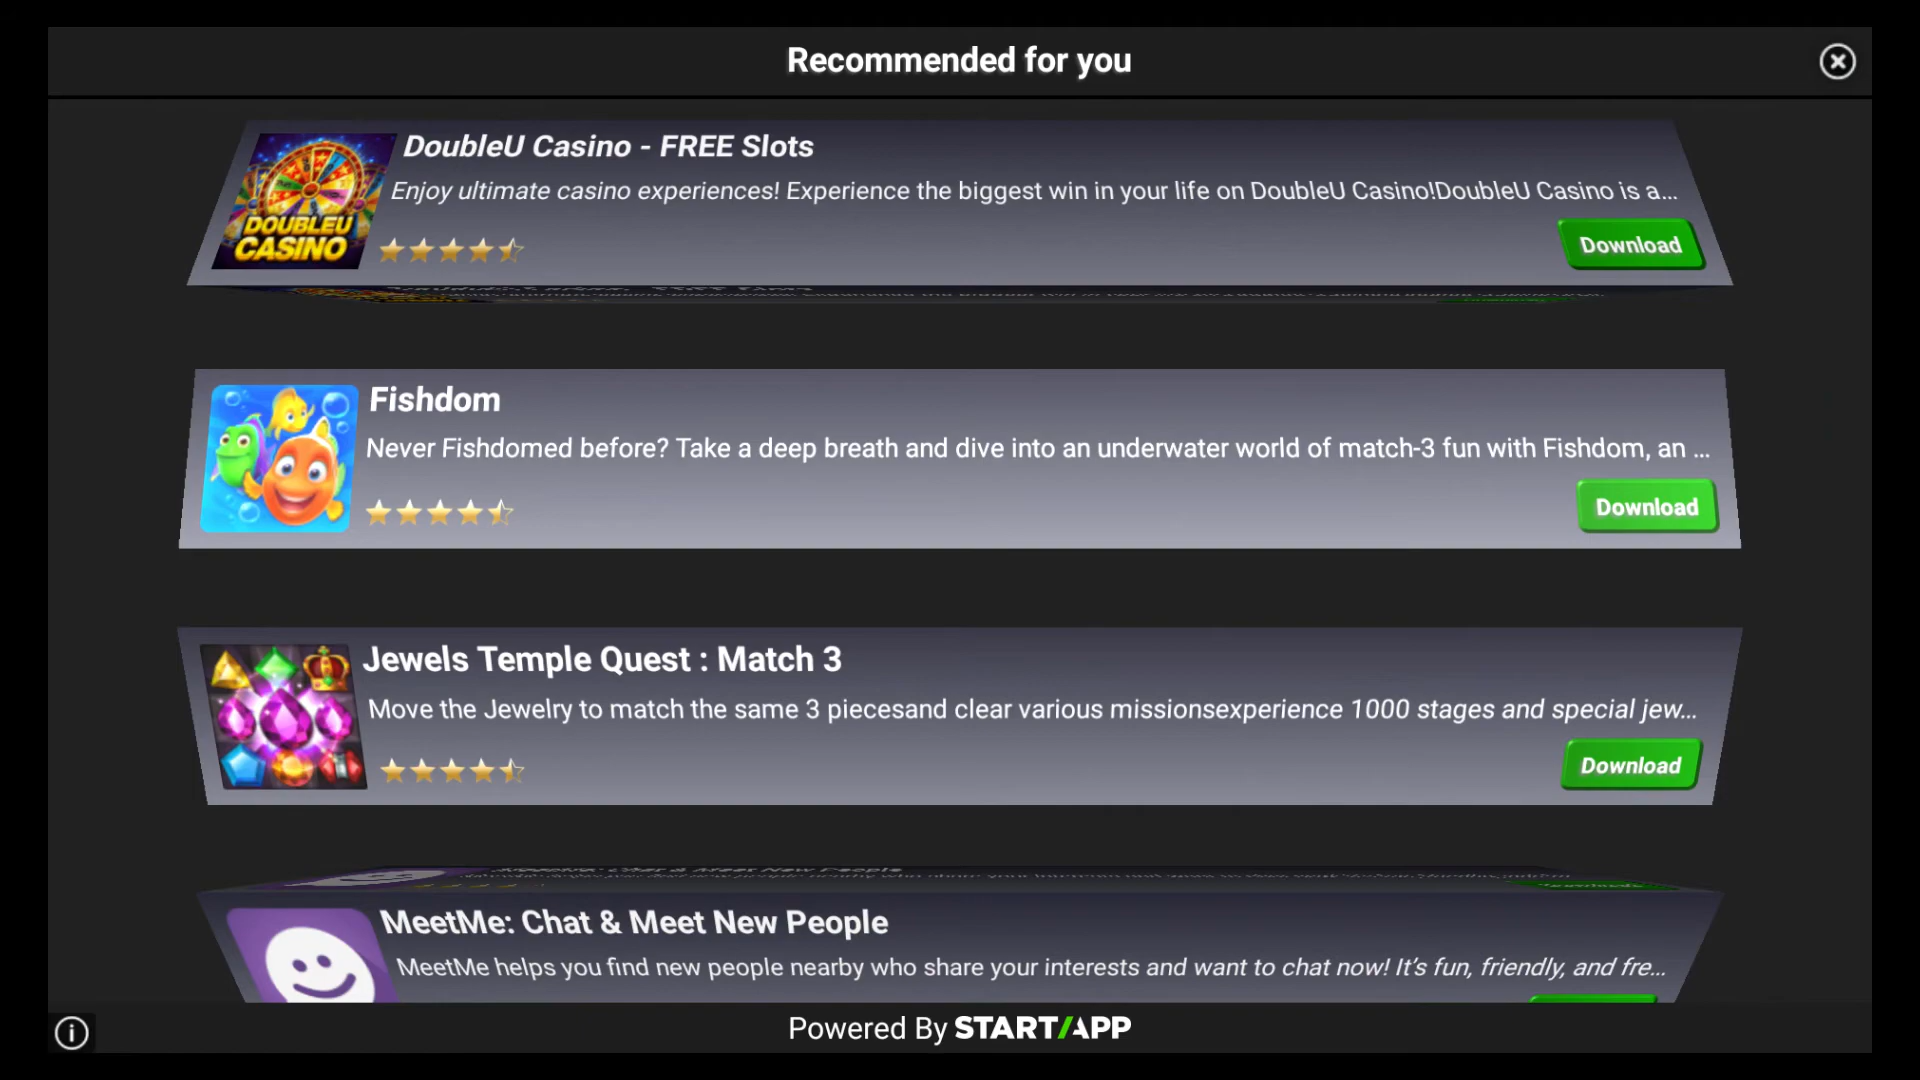 Recommended for you
DoubleU Casino - FREE Slots
Enjoy ultimate casino experiences! Experience the biggest win in your life on DoubleU Casino!DoubleU Casino is a...
DOUBLEU
CASINO
Download
Fishdom
Never Fishdomed before? Take a deep breath and dive into an underwater world of match-3 fun with Fishdom, an ...
Download
Jewels Temple Quest : Match 3
Move the Jewelry to match the same 3 piecesand clear various missionsexperience 1000 stages and special jew...
Download
MeetMe: Chat & Meet New People
MeetMe: Chat & Meet New People
MeetMe helps you find new people nearby who share your interests and want to chat now! It's fun, friendly, and fre...
Powered By START/APP